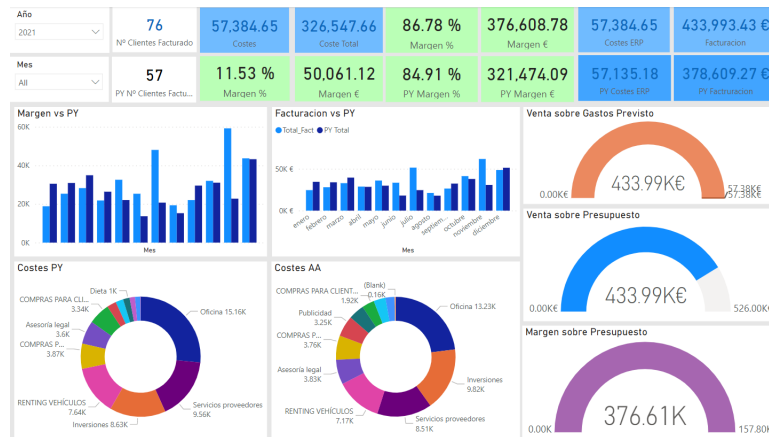 Año
2021
Mes
All
76
Nº Clientes Facturado
57,384.65
Costes
326,547.66
Coste Total
86.78 %
Margen %
376,608.78
Margen €
57,384.65
Costes ERP
433,993.43 €
Facturacion
57
PY Nº Clientes Factu...
11.53 %
Margen %
50,061.12
Margen €
84.91 %
PY Margen %
321,474.09
PY Margen €
57,135.18
PY Costes ERP
378,609.27 €
PY Factruracion
Margen vs PY
60K
40K
20K
0K
Mes
Facturacion vs PY
Total_Fact PY Total
50K €
0K €
enero
febrero
marzo
abril
mayo
junio
julio
agosto
septiem...
octubre
noviembre
diciembre
Mes
Venta sobre Gastos Previsto
0.00K€
433.99K€
57.38K€
57.38K€
Venta sobre Presupuesto
0.00K€
433.99K€
526.00K€
Costes PY
Dieta 1K
COMPRAS PARA CLI...
3.34K
Asesoría legal
3.6K
COMPRAS P...
3.87K
RENTING VEHÍCULOS
7.64K
Inversiones 8.63K
Servicios proveedores
9.56K
Oficina 15.16K
Costes AA
(Blank)
0.16K
COMPRAS PARA CLIENT...
1.92K
Publicidad
3.25K
COMPRAS P...
3.76K
Asesoría legal
3.83K
RENTING VEHÍCULOS
7.17K
Servicios proveedores
8.51K
Inversiones
9.82K
Oficina 13.23K
Margen sobre Presupuesto
0.00K
376.61K
157.80K